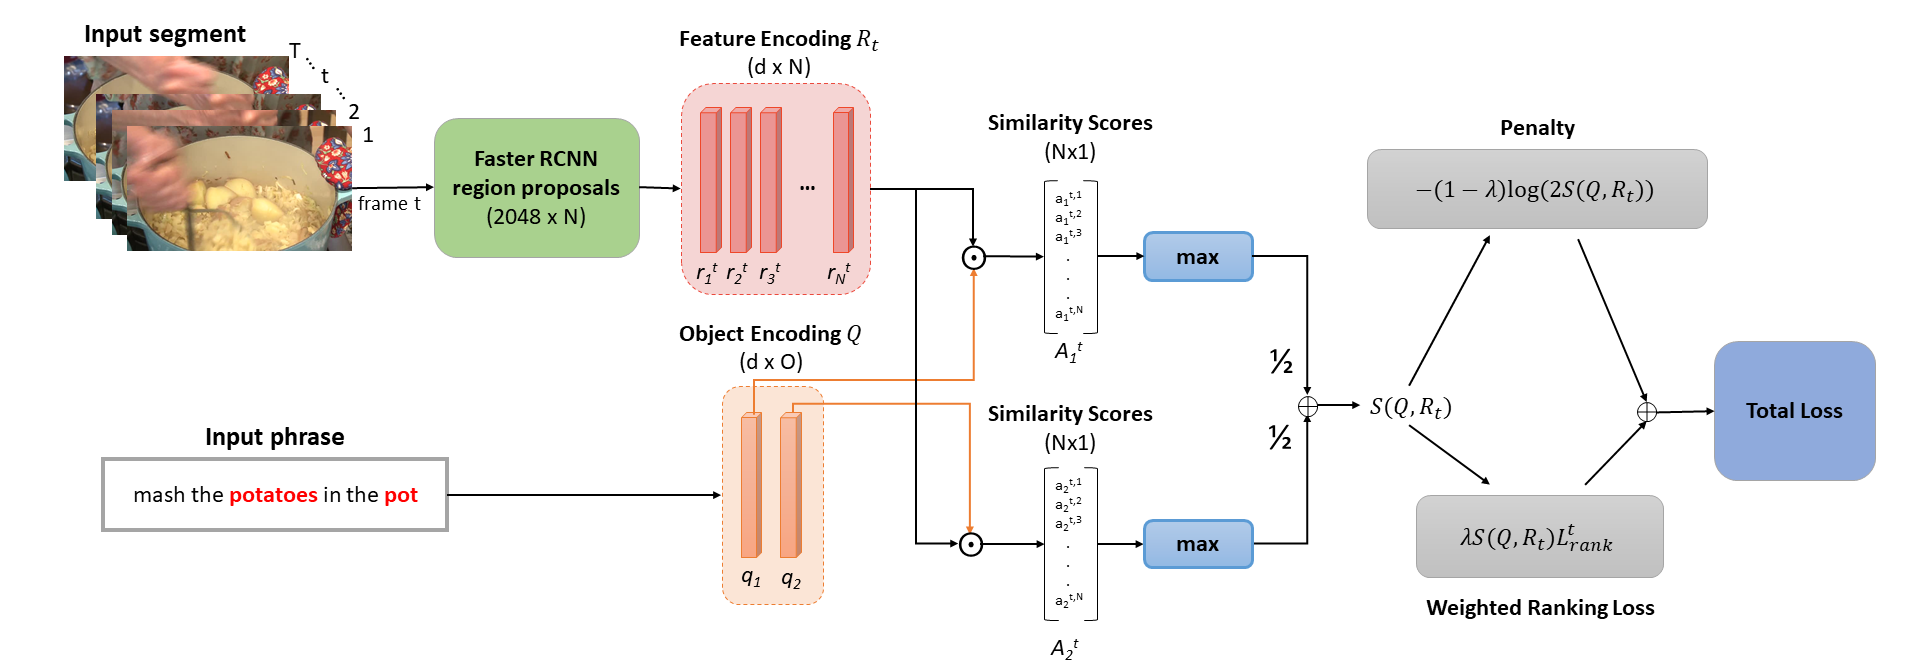 Input segment
T
...
t
...
2
1
frame t
Faster RCNN
region proposals
(2048 x N)
Feature Encoding R_t
(d x N)
...
r_1^t r_2^t r_3^t r_N^t
Object Encoding Q
(d x O)
q_1 q_2
Input phrase
mash the potatoes in the pot
Similarity Scores
(Nx1)
a_1^{t,1}
a_1^{t,2}
a_1^{t,3}
.
.
.
a_1^{t,N}
A_1^t
max
½
Similarity Scores
(Nx1)
a_2^{t,1}
a_2^{t,2}
a_2^{t,3}
.
.
.
a_2^{t,N}
A_2^t
max
½
S(Q, R_t)
Penalty
−(1 − λ)log(2S(Q, R_t))
λS(Q, R_t)L_{rank}^t
Weighted Ranking Loss
Total Loss